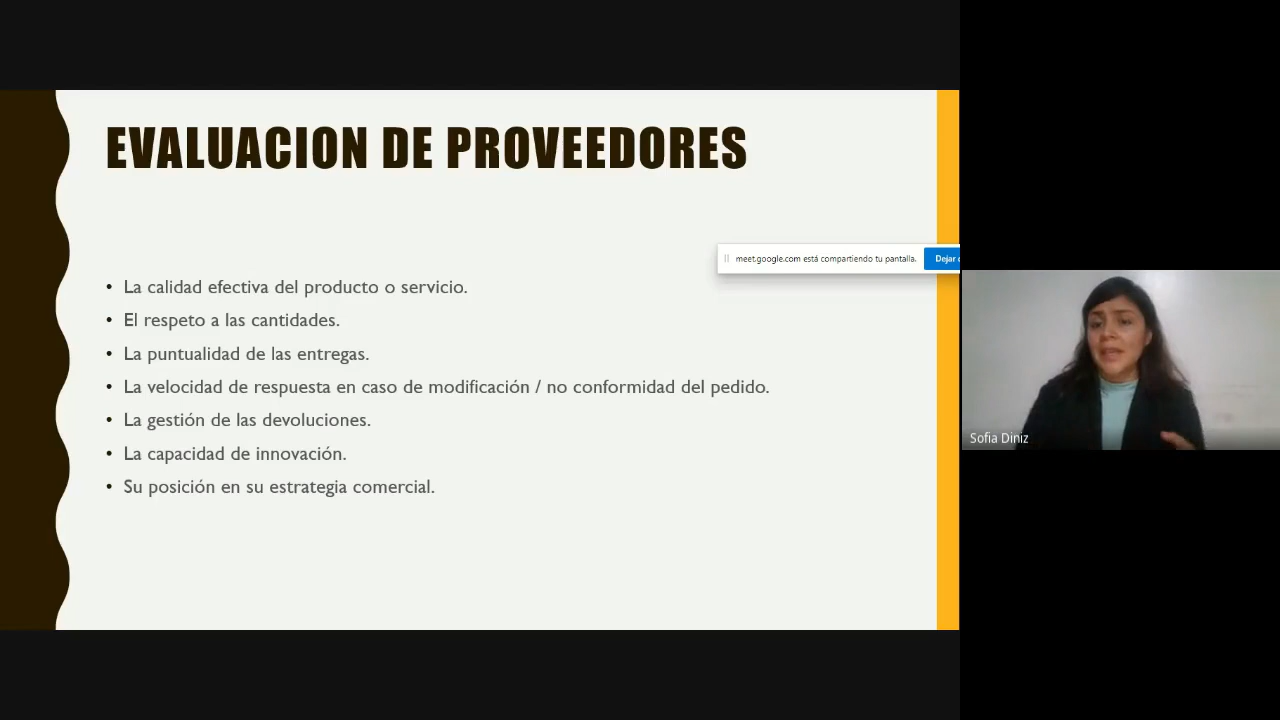 EVALUACION DE PROVEEDORES
meet.google.com está compartiendo tu pantalla.
Dejar
• La calidad efectiva del producto o servicio.
• El respeto a las cantidades.
• La puntualidad de las entregas.
• La velocidad de respuesta en caso de modificación / no conformidad del pedido.
• La gestión de las devoluciones.
• La capacidad de innovación.
• Su posición en su estrategia comercial.
Sofia Diniz